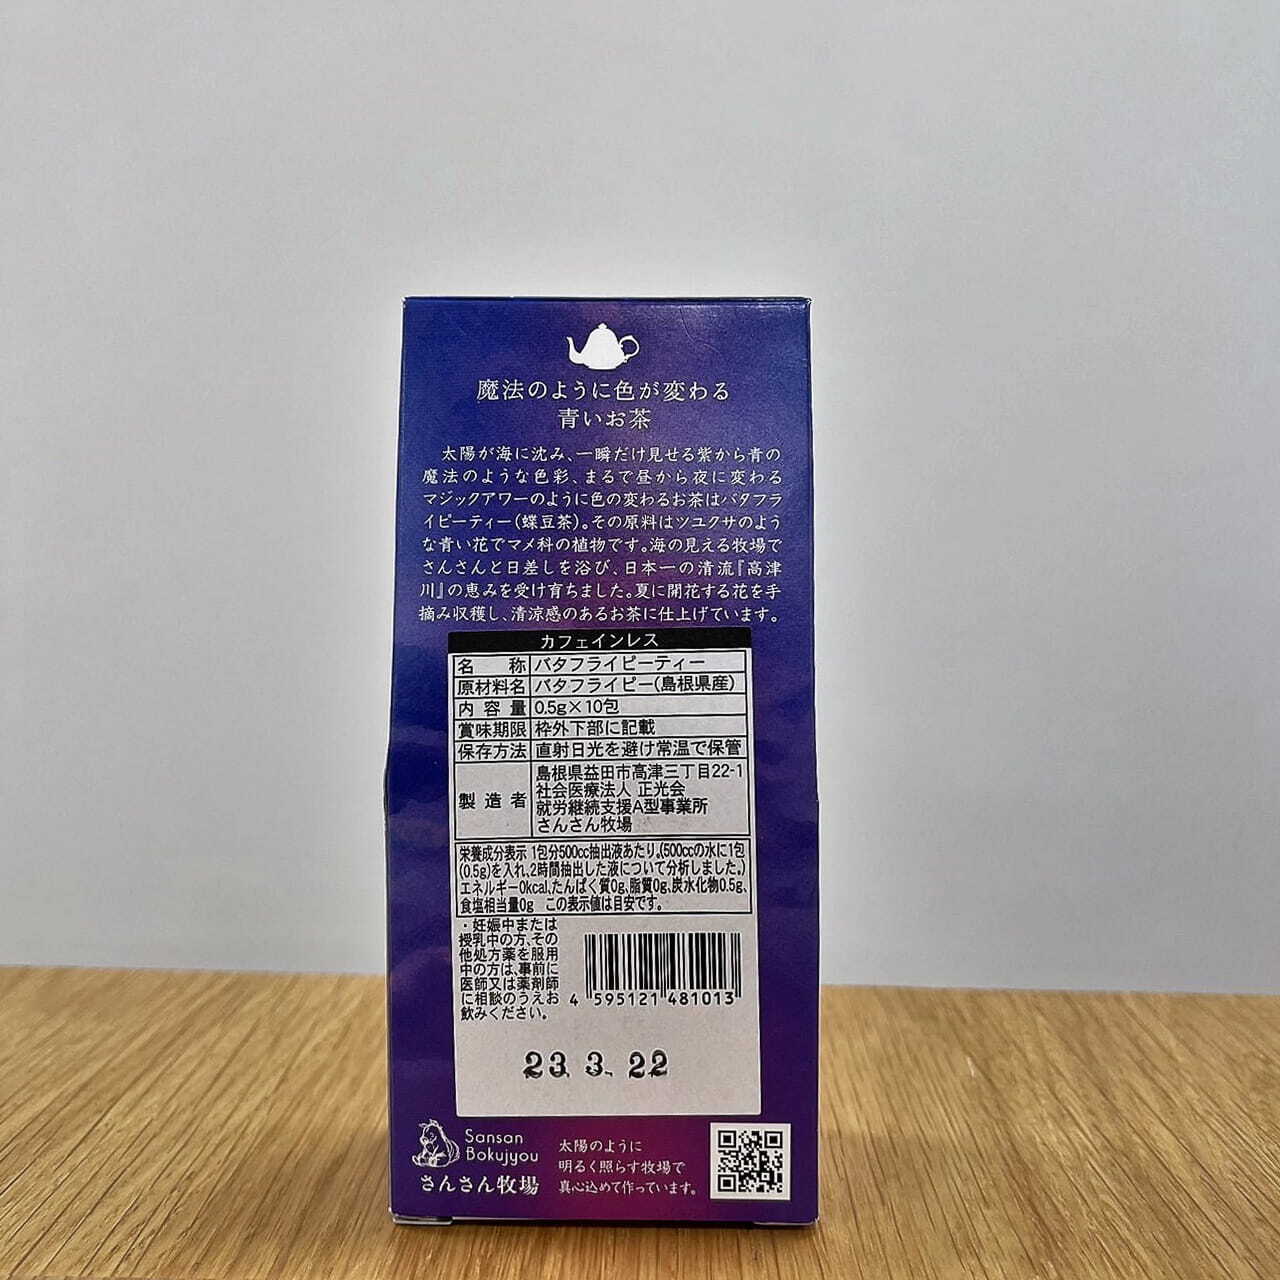 魔法のように色が変わる
青いお茶
太陽が海に沈み、一瞬だけ見せる紫から青の
魔法のような色彩、まるで昼から夜に変わる
マジックアワーのように色の変わるお茶はバタフラ
イピーティー(蝶豆茶)。その原料はツユクサのよう
な青い花でマメ科の植物です。海の見える牧場で
さんさんと日差しを浴び、日本一の清流『高津
川』の恵みを受け育ちました。夏に開花する花を手
摘み収穫し、清涼感のあるお茶に仕上げています。
カフェインレス
名 称 バタフライピーティー
原材料名 バタフライピー(島根県産)
内容量 0.5g×10包
賞味期限 枠外下部に記載
保存方法 直射日光を避け常温で保管
製造者 島根県益田市高津三丁目22-1
社会医療法人 正光会
就労継続支援A型事業所
さんさん牧場
栄養成分表示 1包分500cc抽出液あたり。(500ccの水に1包
(0.5g)を入れ、2時間抽出した液について分析しました。)
エネルギー0kcal、たんぱく質0g、脂質0g、炭水化物0.5g、
食塩相当量0g この表示値は目安です。
・妊娠中または
授乳中の方、その
他処方薬を服用
中の方は、事前に
医師又は薬剤師
に相談のうえお
飲みください。
4 595121 481013
23. 3. 22
Sansan
Bokujyou
さんさん牧場
太陽のように
明るく照らす牧場で
真心込めて作っています。